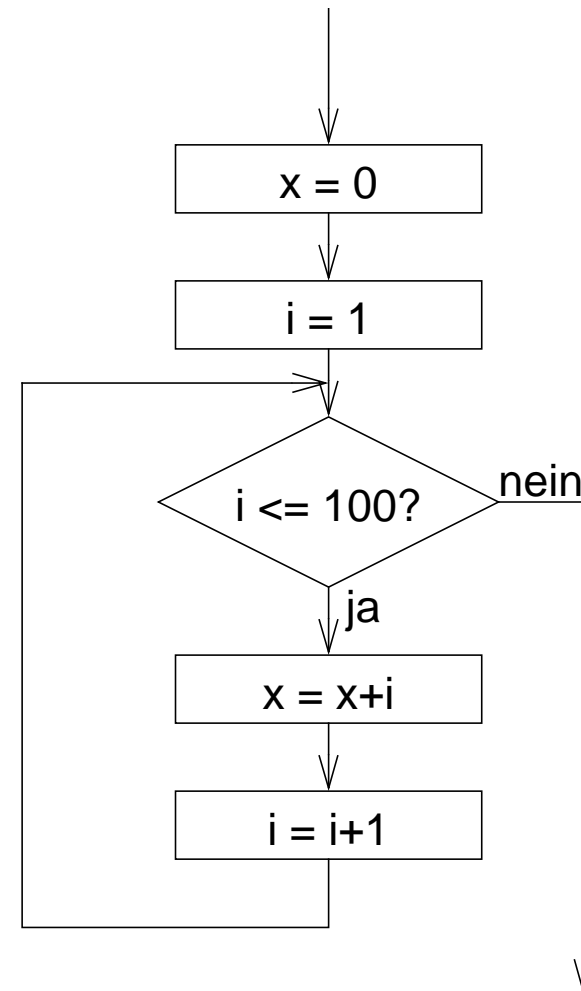 x = 0
i = 1
i <= 100?
nein
ja
x = x+i
i = i+1